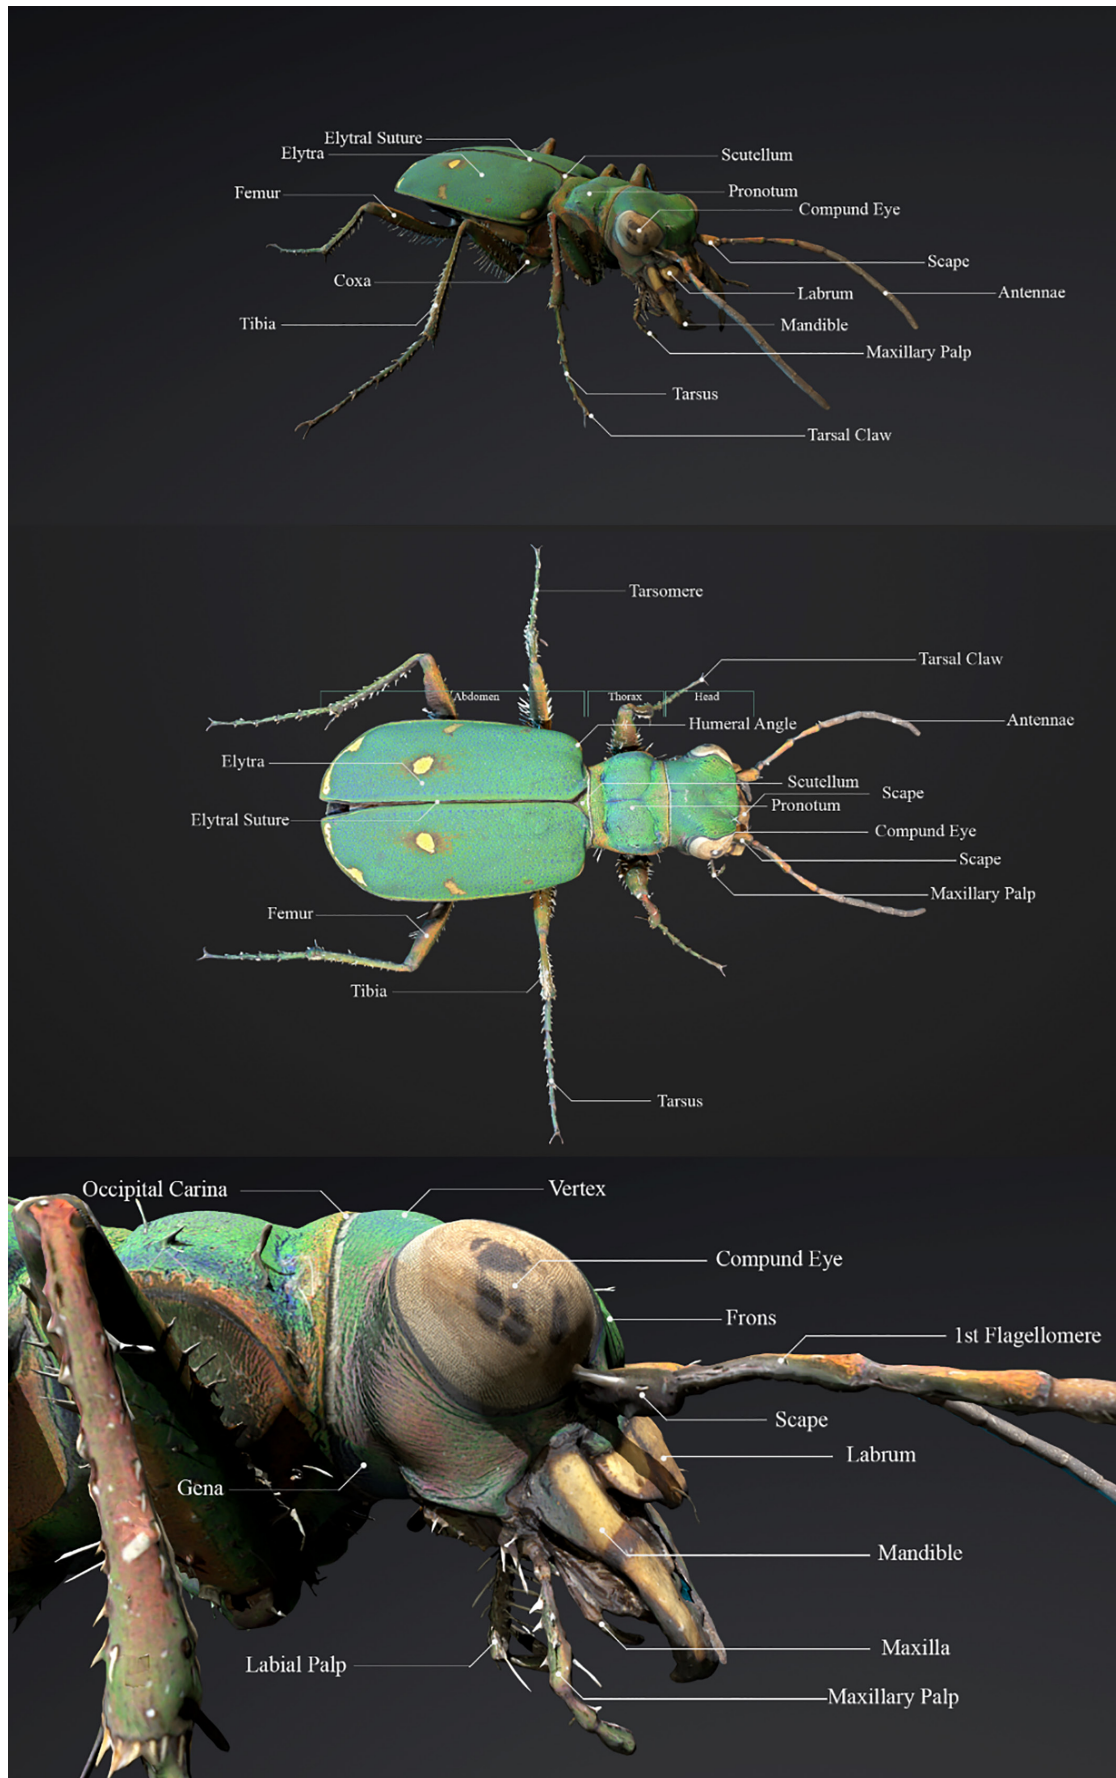 Elytral Suture
Elytra
Scutellum
Femur
Pronotum
Compund Eye
Scape
Coxa
Labrum
Antennae
Tibia
Mandible
Maxillary Palp
Tarsus
Tarsal Claw
Tarsomere
Tarsal Claw
Abdomen
Thorax
Head
Humeral Angle
Antennae
Elytra
Scutellum
Scape
Pronotum
Elytral Suture
Compund Eye
Scape
Maxillary Palp
Femur
Tibia
Tarsus
Occipital Carina
Vertex
Compund Eye
Frons
1st Flagellomere
Scape
Labrum
Gena
Mandible
Maxilla
Labial Palp
Maxillary Palp